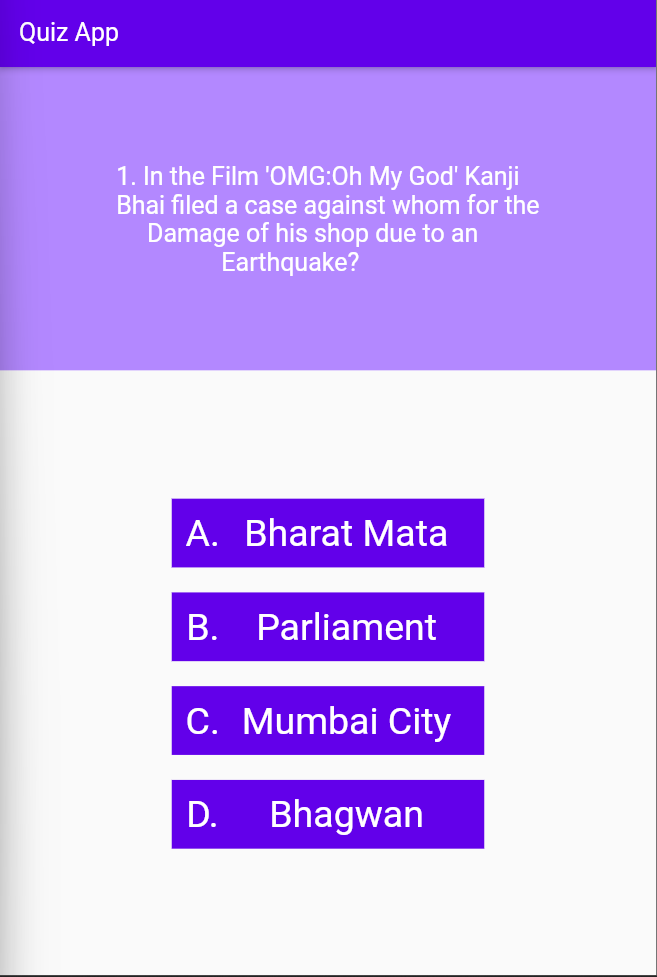 Quiz App
1. In the Film 'OMG:Oh My God' Kanji
Bhai filed a case against whom for the
Damage of his shop due to an
Earthquake?
A. Bharat Mata
B. Parliament
C. Mumbai City
D. Bhagwan